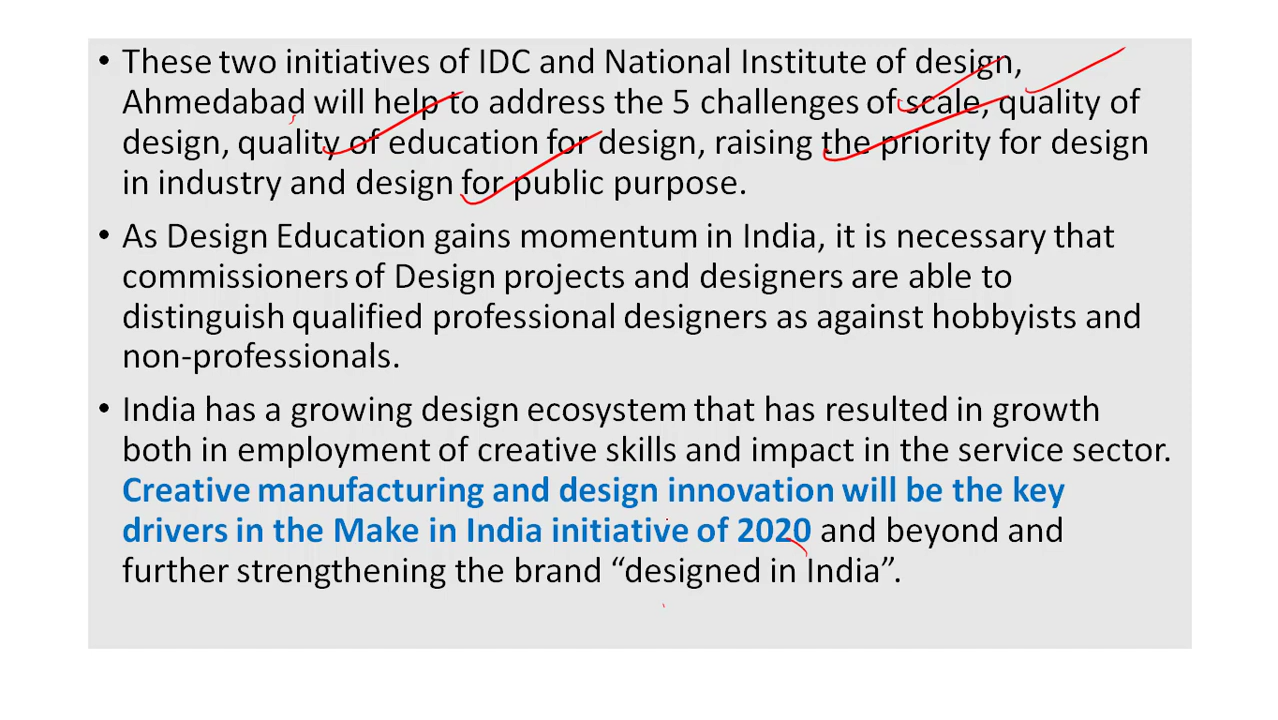 • These two initiatives of IDC and National Institute of design,
Ahmedabad will help to address the 5 challenges of scale, quality of
design, quality of education for design, raising the priority for design
in industry and design for public purpose.
• As Design Education gains momentum in India, it is necessary that
commissioners of Design projects and designers are able to
distinguish qualified professional designers as against hobbyists and
non-professionals.
• India has a growing design ecosystem that has resulted in growth
both in employment of creative skills and impact in the service sector.
Creative manufacturing and design innovation will be the key
drivers in the Make in India initiative of 2020 and beyond and
further strengthening the brand “designed in India”.